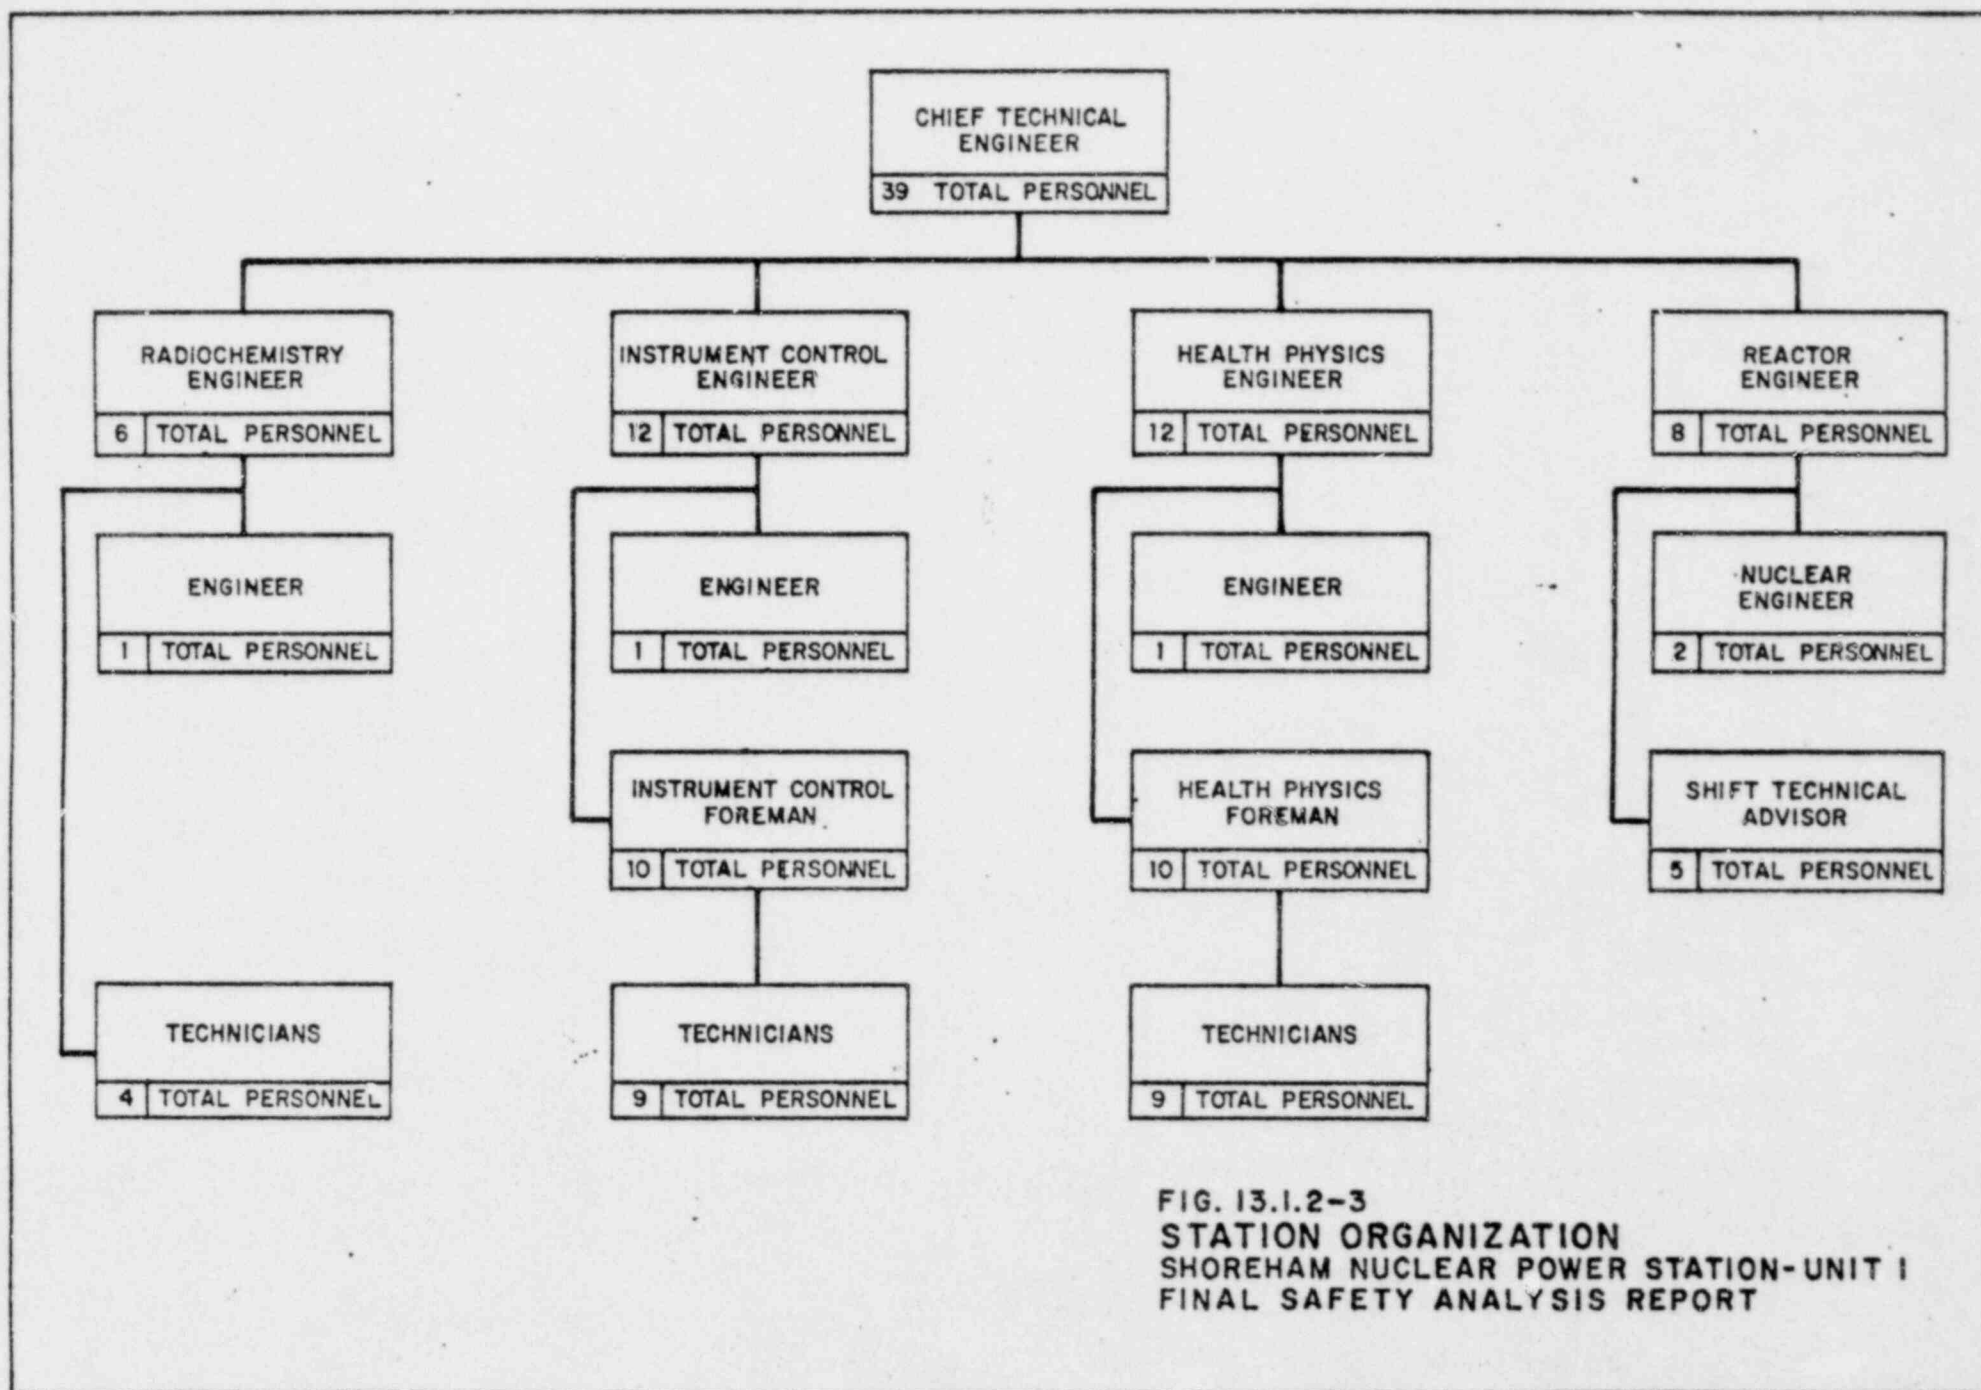 CHIEF TECHNICAL
ENGINEER
39 TOTAL PERSONNEL
RADIOCHEMISTRY
ENGINEER
6 TOTAL PERSONNEL
INSTRUMENT CONTROL
ENGINEER
12 TOTAL PERSONNEL
HEALTH PHYSICS
ENGINEER
12 TOTAL PERSONNEL
REACTOR
ENGINEER
8 TOTAL PERSONNEL
ENGINEER
1 TOTAL PERSONNEL
ENGINEER
1 TOTAL PERSONNEL
ENGINEER
1 TOTAL PERSONNEL
NUCLEAR
ENGINEER
2 TOTAL PERSONNEL
INSTRUMENT CONTROL
FOREMAN
10 TOTAL PERSONNEL
HEALTH PHYSICS
FOREMAN
10 TOTAL PERSONNEL
SHIFT TECHNICAL
ADVISOR
5 TOTAL PERSONNEL
TECHNICIANS
4 TOTAL PERSONNEL
TECHNICIANS
9 TOTAL PERSONNEL
TECHNICIANS
9 TOTAL PERSONNEL
FIG. 13.1.2-3
STATION ORGANIZATION
SHOREHAM NUCLEAR POWER STATION-UNIT 1
FINAL SAFETY ANALYSIS REPORT